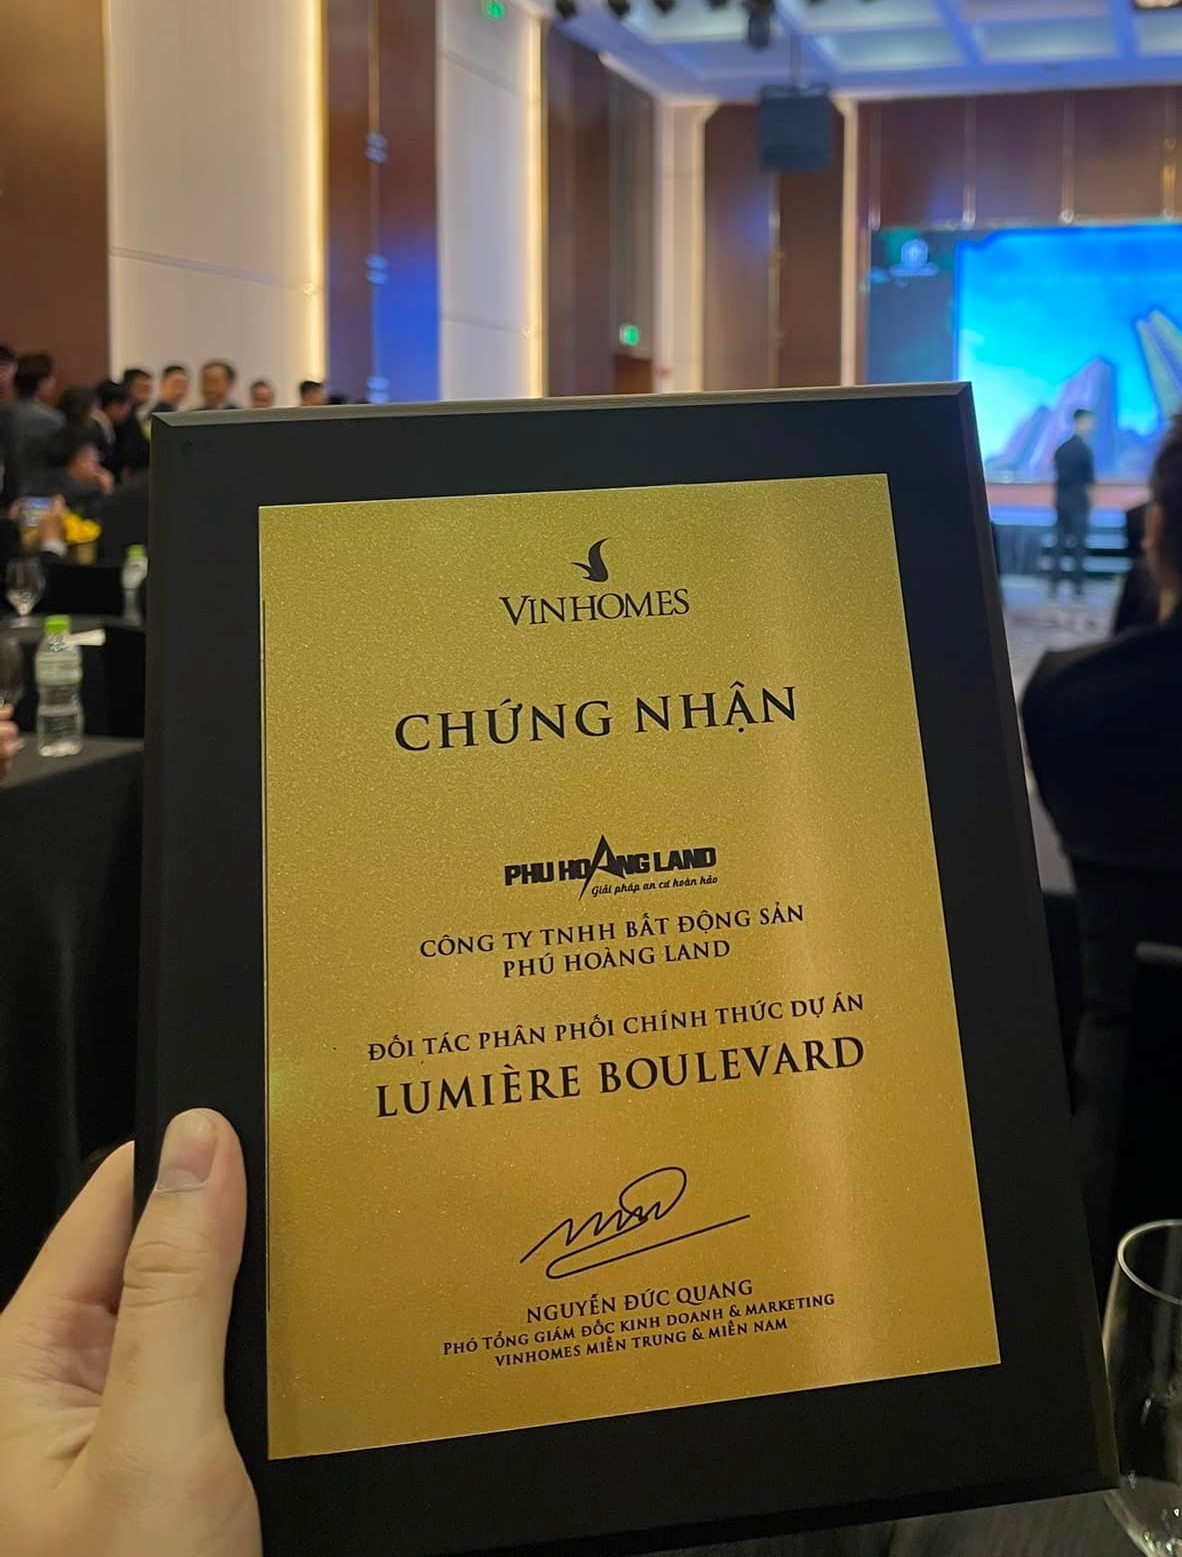 VINHOMES
CHỨNG NHẬN
PHU HOANG LAND
Giải pháp an cư hoàn hảo
CÔNG TY TNHH BẤT ĐỘNG SẢN
PHÚ HOÀNG LAND
ĐỐI TÁC PHÂN PHỐI CHÍNH THỨC DỰ ÁN
LUMIÈRE BOULEVARD
NGUYỄN ĐỨC QUANG
PHÓ TỔNG GIÁM ĐỐC KINH DOANH & MARKETING
VINHOMES MIỀN TRUNG & MIỀN NAM